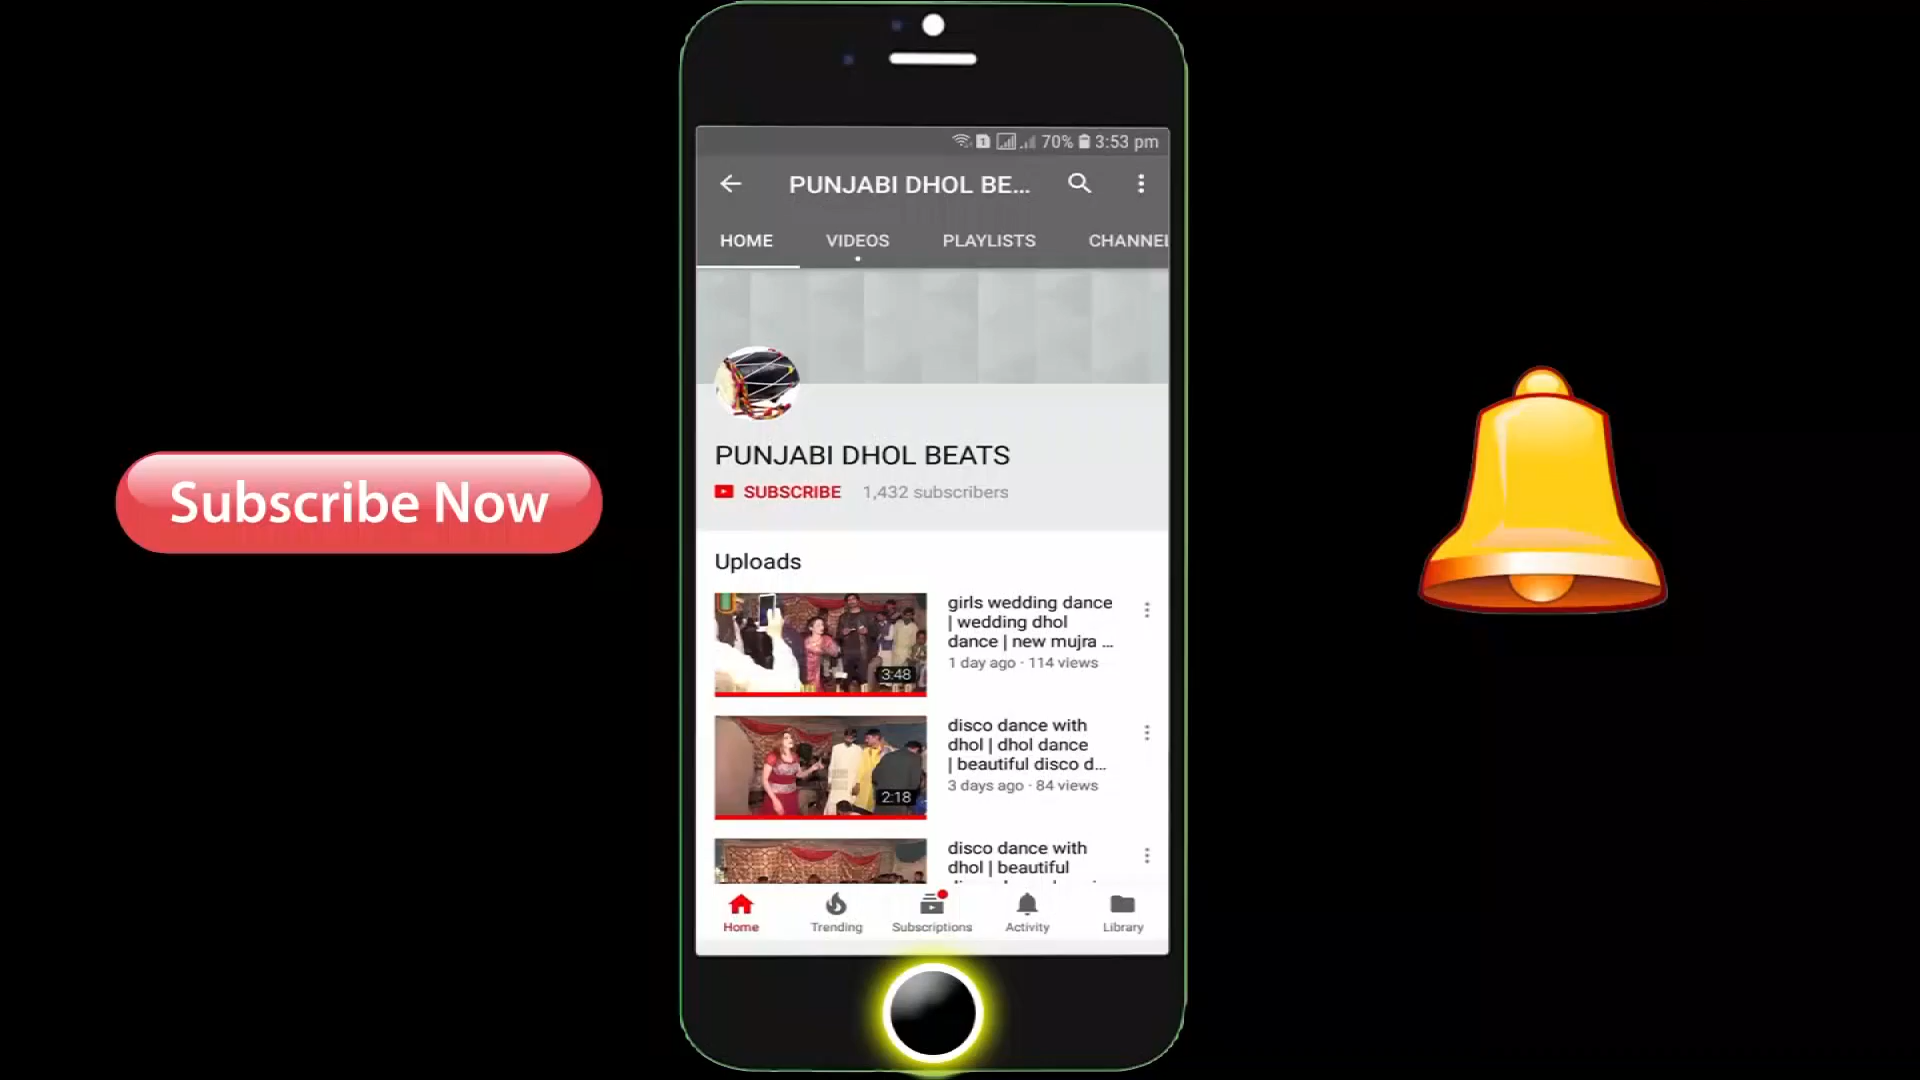 70% 3:53 pm
PUNJABI DHOL BE...
HOME VIDEOS PLAYLISTS CHANNEL
PUNJABI DHOL BEATS
SUBSCRIBE 1,432 subscribers
Subscribe Now
Uploads
girls wedding dance
| wedding dhol
dance | new mujra ...
1 day ago · 114 views
3:48
disco dance with
dhol | dhol dance
| beautiful disco d...
3 days ago · 84 views
2:18
disco dance with
dhol | beautiful
Home Trending Subscriptions Activity Library